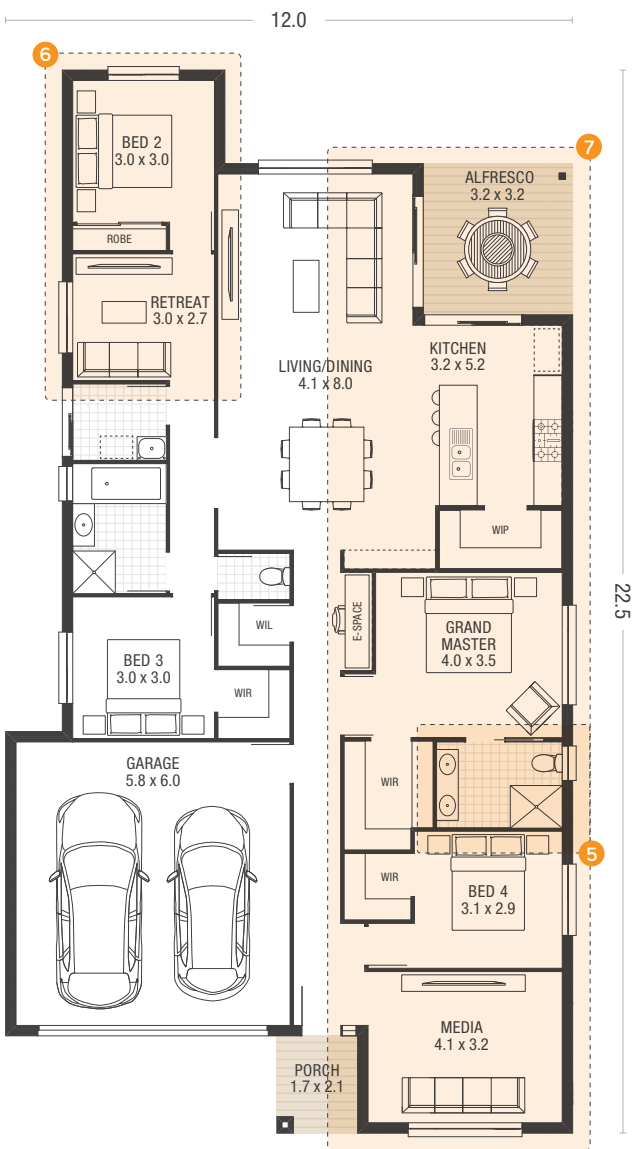 12.0
6
BED 2
3.0 x 3.0
ROBE
RETREAT
3.0 x 2.7
7
ALFRESCO
3.2 x 3.2
LIVING/DINING
4.1 x 8.0
KITCHEN
3.2 x 5.2
WIP
22.5
E-SPACE
GRAND
MASTER
4.0 x 3.5
WIL
BED 3
3.0 x 3.0
WIR
GARAGE
5.8 x 6.0
WIR
5
WIR
BED 4
3.1 x 2.9
MEDIA
4.1 x 3.2
PORCH
1.7 x 2.1